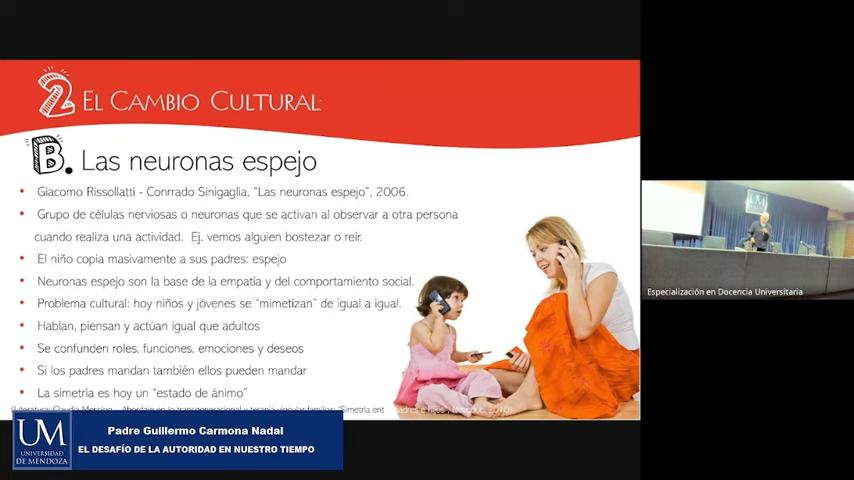 2 EL CAMBIO CULTURAL
B. Las neuronas espejo
• Giacomo Rissollatti - Conrrado Sinigaglia, "Las neuronas espejo", 2006.
• Grupo de células nerviosas o neuronas que se activan al observar a otra persona
cuando realiza una actividad. Ej. vemos alguien bostezar o reír.
• El niño copia masivamente a sus padres: espejo
• Neuronas espejo son la base de la empatía y del comportamiento social.
• Problema cultural: hoy niños y jóvenes se "mimetizan" de igual a igual.
• Hablan, piensan y actúan igual que adultos
• Se confunden roles, funciones, emociones y deseos
• Si los padres mandan también ellos pueden mandar
• La simetría es hoy un "estado de ánimo"
(Literatura: Claudia Messing
UM
UNIVERSIDAD
DE MENDOZA
Padre Guillermo Carmona Nadal
EL DESAFÍO DE LA AUTORIDAD EN NUESTRO TIEMPO
UM
Especialización en Docencia Universitaria